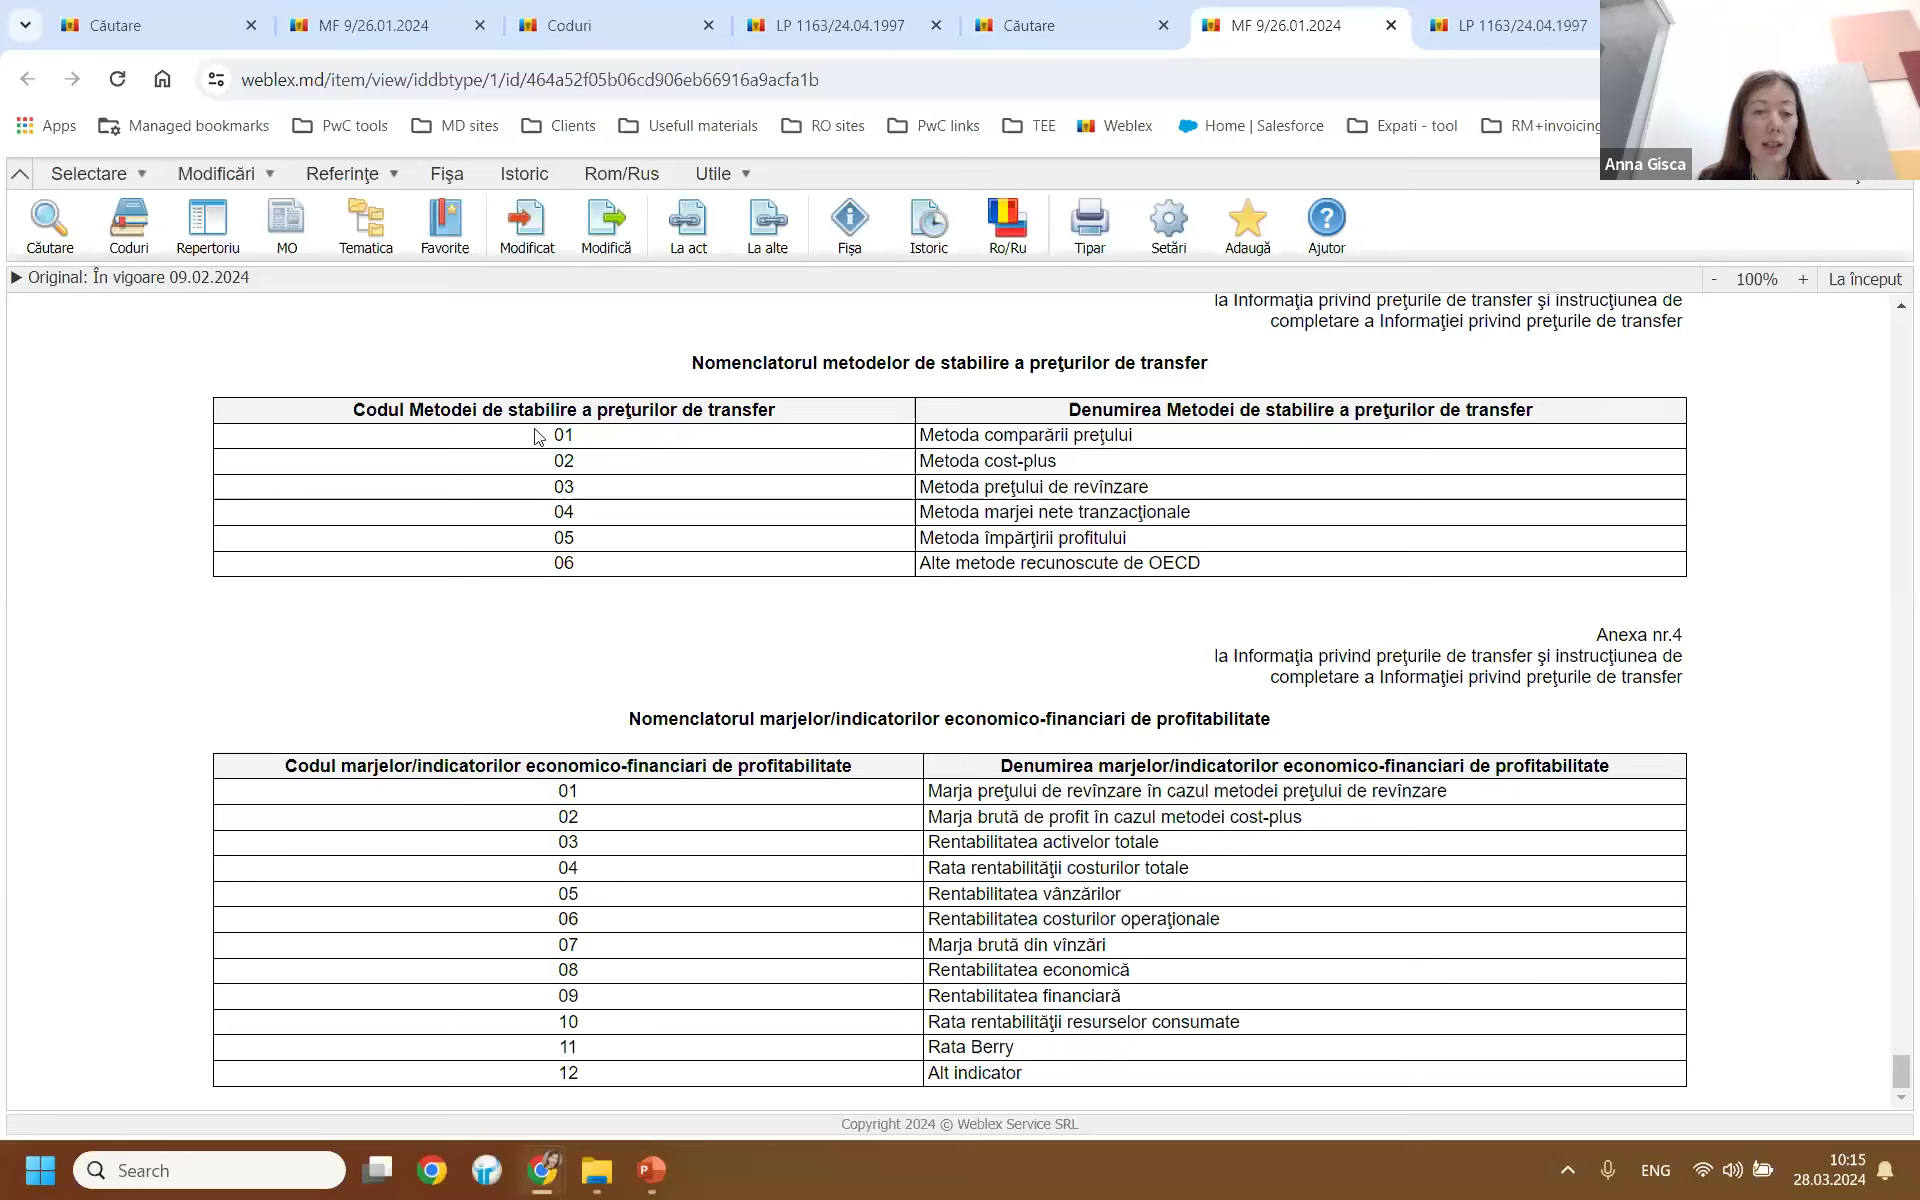 Căutare
MF 9/26.01.2024
Coduri
LP 1163/24.04.1997
Căutare
MF 9/26.01.2024
LP 1163/24.04.1997
weblex.md/item/view/iddbtype/1/id/464a52f05b06cd906eb66916a9acfa1b
Apps
Managed bookmarks
PwC tools
MD sites
Clients
Usefull materials
RO sites
PwC links
TEE
Weblex
Home | Salesforce
Expati - tool
RM+invoicing
Anna Gisca
Selectare
Modificări
Referinţe
Fişa
Istoric
Rom/Rus
Utile
Căutare
Coduri
Repertoriu
MO
Tematica
Favorite
Modificat
Modifică
La act
La alte
Fişa
Istoric
Ro/Ru
Tipar
Setări
Adaugă
Ajutor
Original: În vigoare 09.02.2024
- 100% +
La început
la Informaţia privind preţurile de transfer şi instrucţiunea de
completare a Informaţiei privind preţurile de transfer
Nomenclatorul metodelor de stabilire a preţurilor de transfer
Codul Metodei de stabilire a preţurilor de transfer
Denumirea Metodei de stabilire a preţurilor de transfer
01 Metoda comparării preţului
02 Metoda cost-plus
03 Metoda preţului de revînzare
04 Metoda marjei nete tranzacţionale
05 Metoda împărţirii profitului
06 Alte metode recunoscute de OECD
Anexa nr.4
la Informaţia privind preţurile de transfer şi instrucţiunea de
completare a Informaţiei privind preţurile de transfer
Nomenclatorul marjelor/indicatorilor economico-financiari de profitabilitate
Codul marjelor/indicatorilor economico-financiari de profitabilitate
Denumirea marjelor/indicatorilor economico-financiari de profitabilitate
01 Marja preţului de revînzare în cazul metodei preţului de revînzare
02 Marja brută de profit în cazul metodei cost-plus
03 Rentabilitatea activelor totale
04 Rata rentabilităţii costurilor totale
05 Rentabilitatea vânzărilor
06 Rentabilitatea costurilor operaţionale
07 Marja brută din vînzări
08 Rentabilitatea economică
09 Rentabilitatea financiară
10 Rata rentabilităţii resurselor consumate
11 Rata Berry
12 Alt indicator
Copyright 2024 © Weblex Service SRL
Search
ENG
10:15
28.03.2024